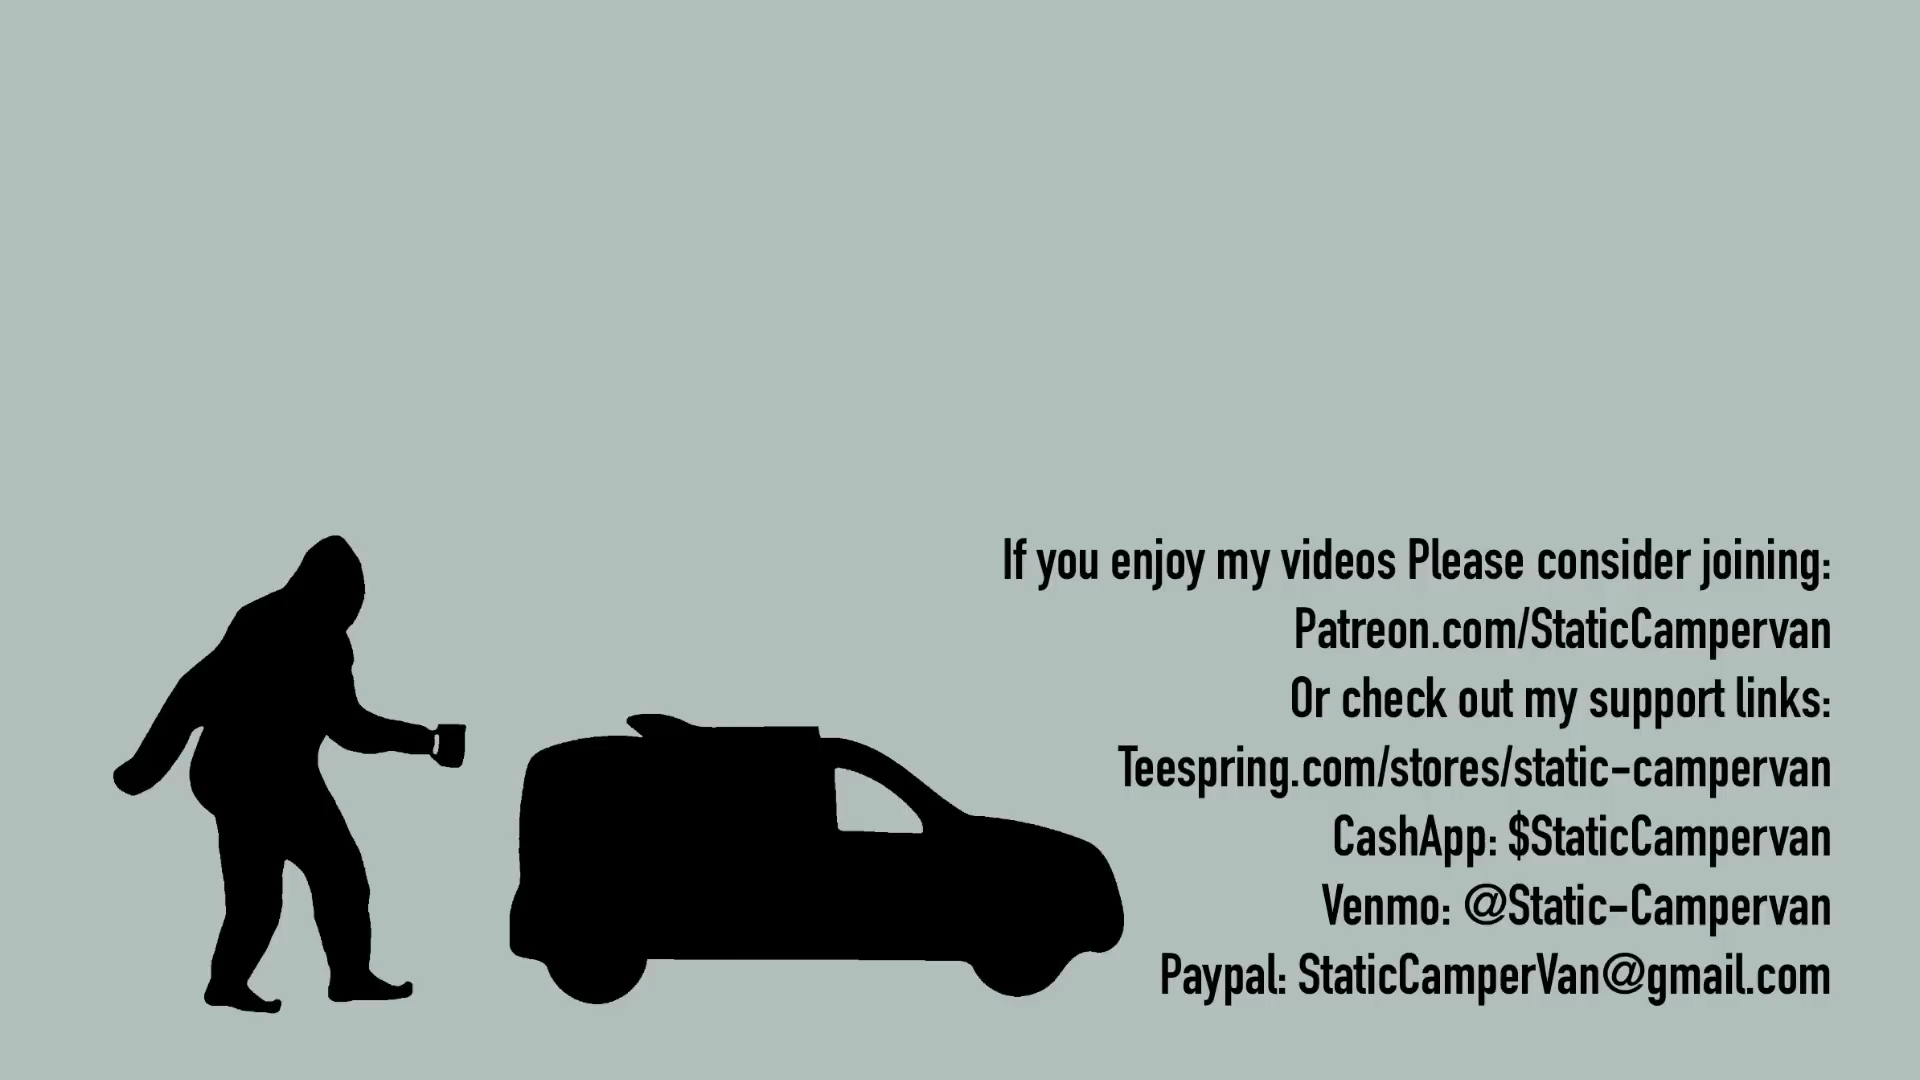 If you enjoy my videos Please consider joining:
Patreon.com/StaticCampervan
Or check out my support links:
Teespring.com/stores/static-campervan
CashApp: $StaticCampervan
Venmo: @Static-Campervan
Paypal: StaticCamperVan@gmail.com